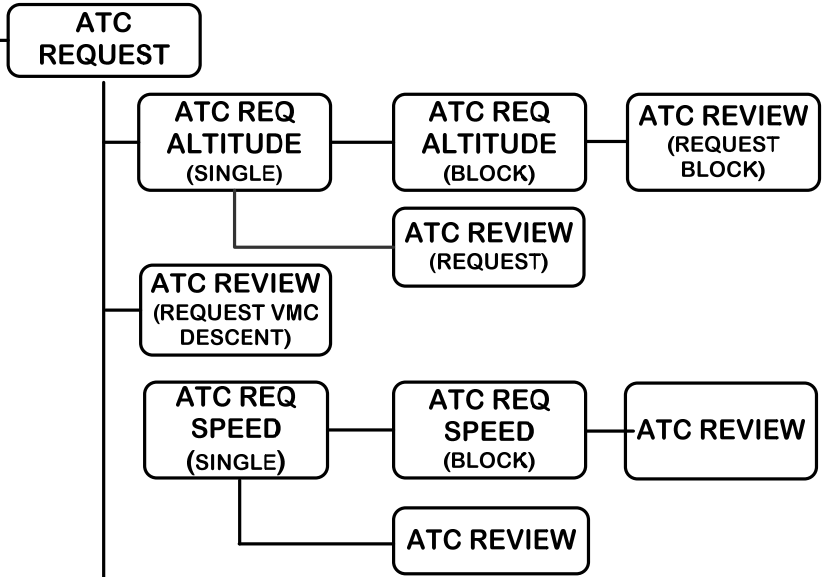 ATC
REQUEST
ATC REQ
ALTITUDE
(SINGLE)
ATC REQ
ALTITUDE
(BLOCK)
ATC REVIEW
(REQUEST
BLOCK)
ATC REVIEW
(REQUEST)
ATC REVIEW
(REQUEST VMC
DESCENT)
ATC REQ
SPEED
(SINGLE)
ATC REQ
SPEED
(BLOCK)
ATC REVIEW
ATC REVIEW